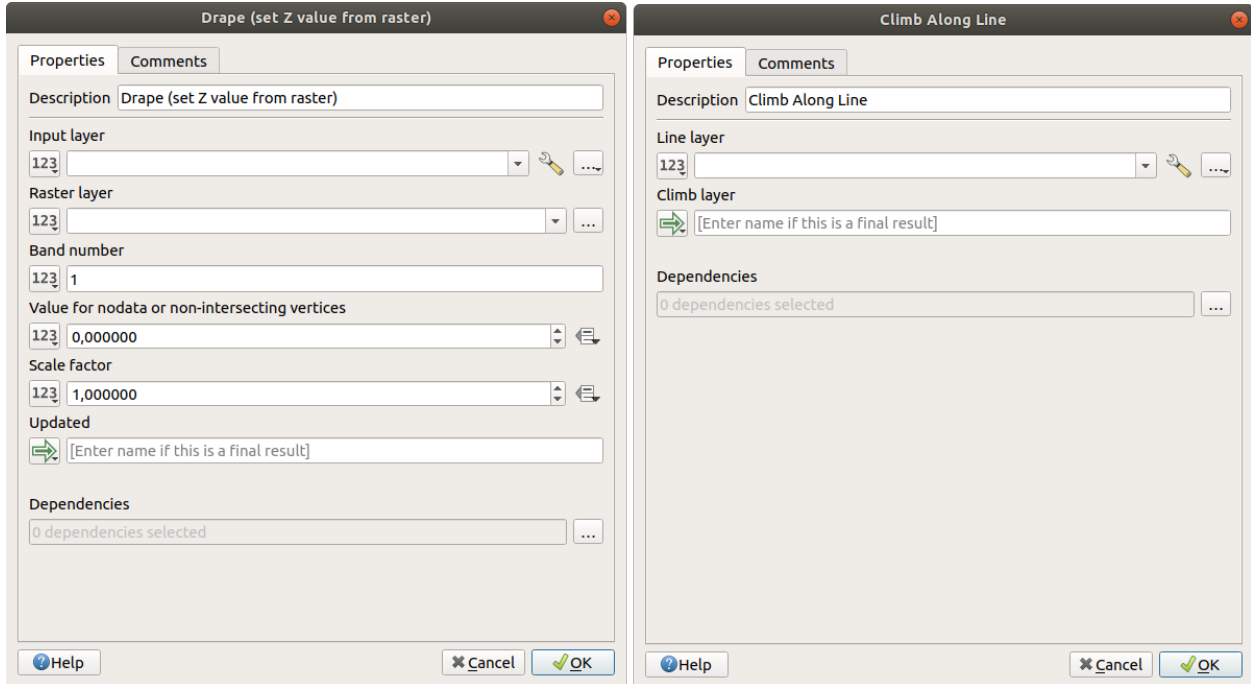 Drape (set Z value from raster)
Properties
Comments
Description
Drape (set Z value from raster)
Input layer
123
...
Raster layer
123
...
Band number
123
1
Value for nodata or non-intersecting vertices
123
0,000000
Scale factor
123
1,000000
Updated
[Enter name if this is a final result]
Dependencies
0 dependencies selected
...
Help
Cancel
OK
Climb Along Line
Properties
Comments
Description
Climb Along Line
Line layer
123
...
Climb layer
[Enter name if this is a final result]
Dependencies
0 dependencies selected
...
Help
Cancel
OK